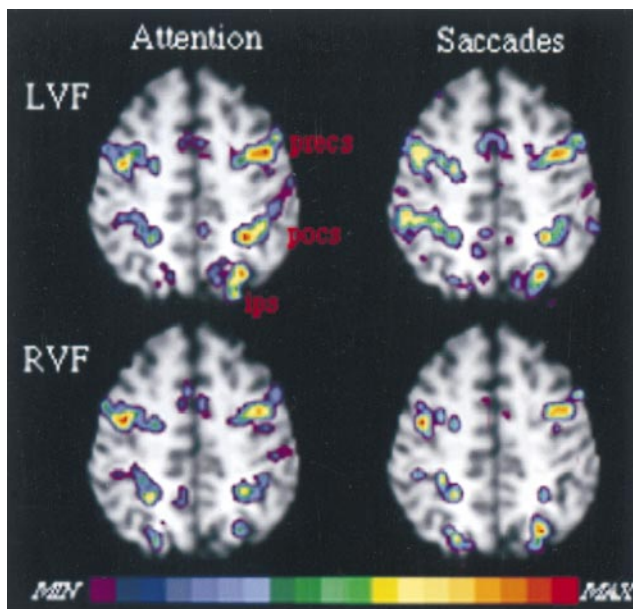 Attention Saccades
LVF
precs
pocs
ips
RVF
MIN MAX